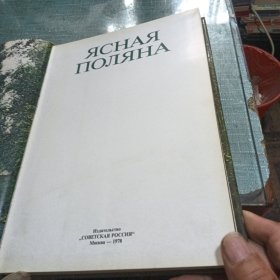 ЯСНАЯ
ПОЛЯНА
Издательство
„СОВЕТСКАЯ РОССИЯ"
Москва — 1978